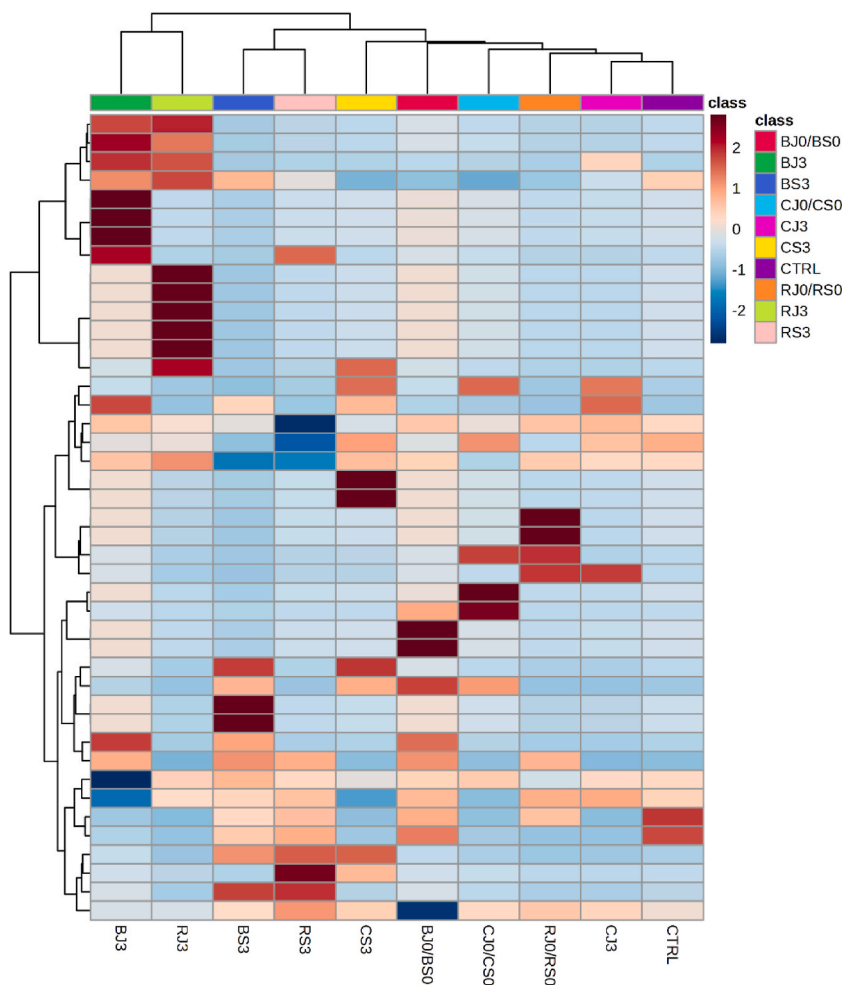 class
class
BJ0/BS0
BJ3
BS3
CJ0/CS0
CJ3
CS3
CTRL
RJ0/RS0
RJ3
RS3
2
1
0
-1
-2
BJ3
RJ3
BS3
RS3
CS3
BJ0/BS0
CJ0/CS0
RJ0/RS0
CJ3
CTRL